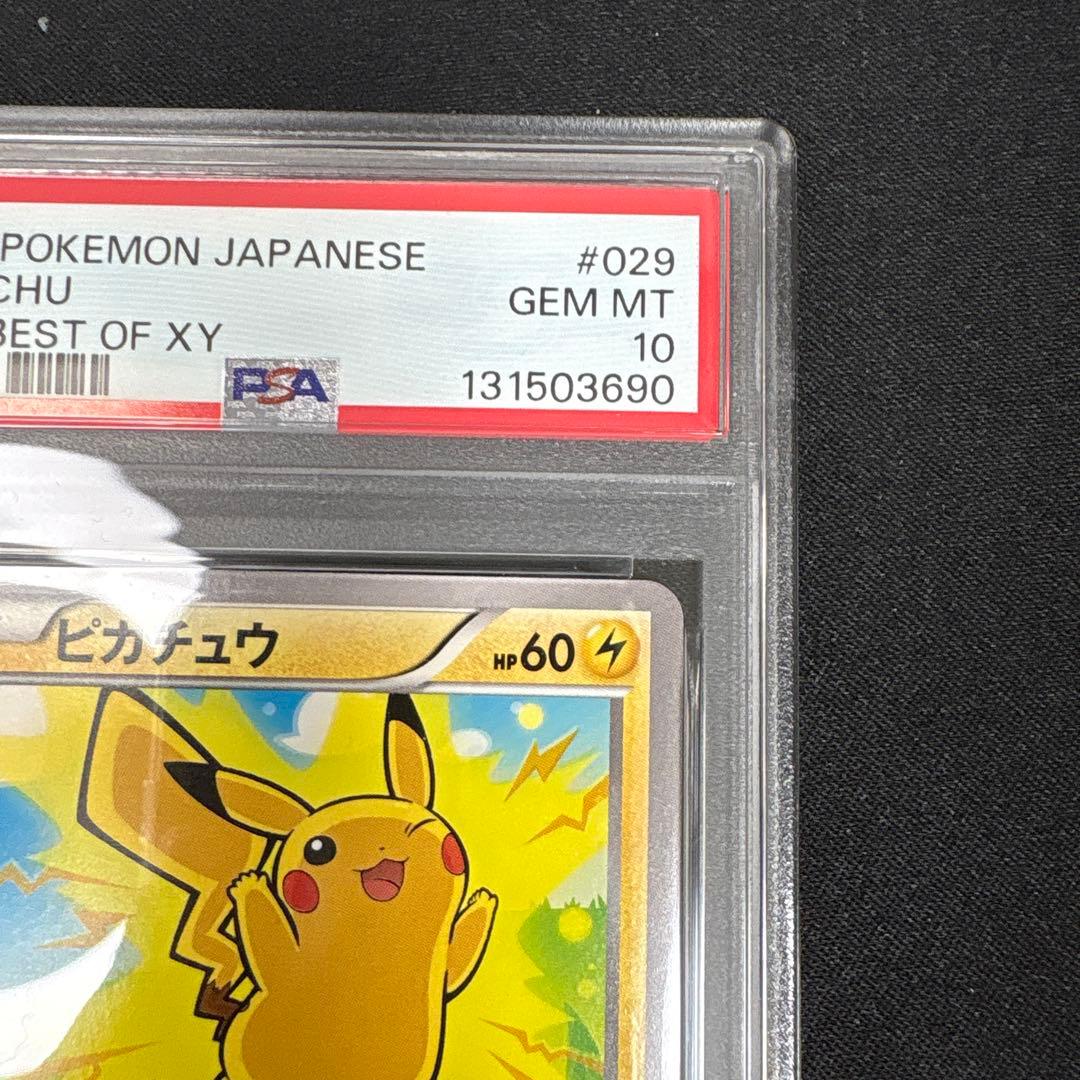 POKEMON JAPANESE #029
CHU GEM MT
BEST OF XY 10
PSA 131503690
ピカチュウ HP60